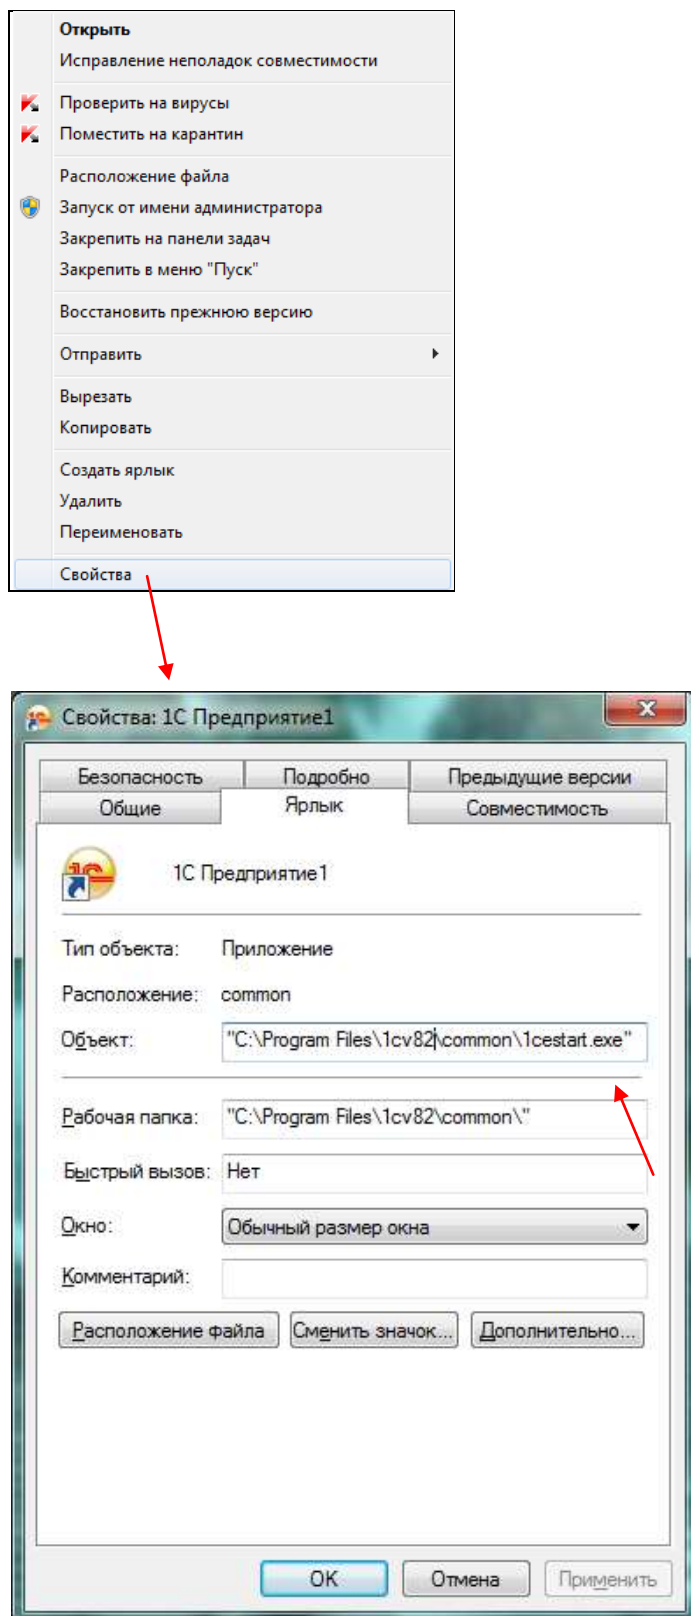 Открыть
Исправление неполадок совместимости
Проверить на вирусы
Поместить на карантин
Расположение файла
Запуск от имени администратора
Закрепить на панели задач
Закрепить в меню "Пуск"
Восстановить прежнюю версию
Отправить
Вырезать
Копировать
Создать ярлык
Удалить
Переименовать
Свойства
Свойства: 1С Предприятие1
Безопасность Подробно Предыдущие версии
Общие Ярлык Совместимость
1С Предприятие1
Тип объекта: Приложение
Расположение: common
Объект: "C:\Program Files\1cv82\common\1cestart.exe"
Рабочая папка: "C:\Program Files\1cv82\common\"
Быстрый вызов: Нет
Окно: Обычный размер окна
Комментарий:
Расположение файла Сменить значок... Дополнительно...
OK Отмена Применить